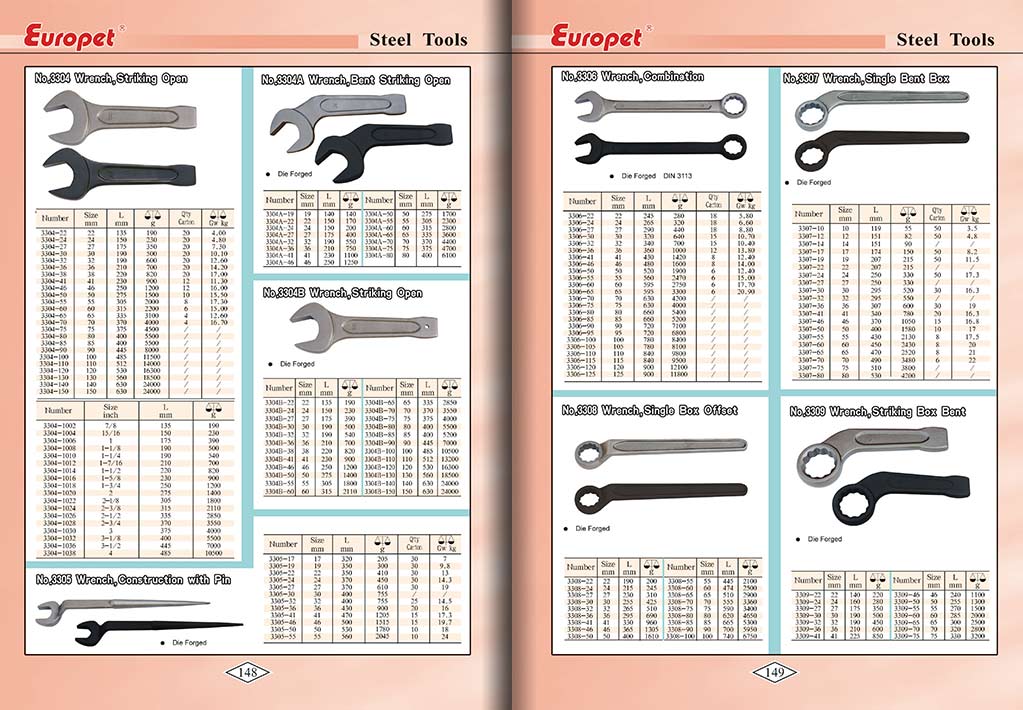 Europet®
Steel Tools
No.3304 Wrench,Striking Open
Number Size mm L mm g Qty Carton Gw kg
3304-22 22 135 190 20 4.00
3304-24 24 150 230 20 4.80
3304-27 27 175 350 20 7.30
3304-30 30 190 500 20 10.10
3304-32 32 190 600 20 12.60
3304-36 36 210 700 20 14.20
3304-38 38 220 820 20 17.00
3304-41 41 230 900 12 11.30
3304-46 46 250 1200 12 16.00
3304-50 50 275 1500 10 15.50
3304-55 55 305 2000 8 17.30
3304-60 60 315 2200 6 15.00
3304-65 65 335 3100 4 12.60
3304-70 70 370 4000 4 16.70
3304-75 75 375 4500 / /
3304-80 80 400 5500 / /
3304-85 85 400 5500 / /
3304-90 90 445 8000 / /
3304-100 100 485 11500 / /
3304-110 110 512 14000 / /
3304-120 120 530 16300 / /
3304-130 130 560 18500 / /
3304-140 140 630 24000 / /
3304-150 150 630 24000 / /
Number Size inch L mm g
3304-1002 7/8 135 190
3304-1004 15/16 150 230
3304-1006 1 175 390
3304-1008 1-1/8 190 500
3304-1010 1-1/4 190 540
3304-1012 1-7/16 210 700
3304-1014 1-1/2 220 820
3304-1016 1-5/8 230 900
3304-1018 1-3/4 250 1200
3304-1020 2 275 1400
3304-1022 2-1/8 305 1800
3304-1024 2-3/8 315 2110
3304-1026 2-1/2 335 2850
3304-1028 2-3/4 370 3550
3304-1030 3 375 4000
3304-1032 3-1/8 400 5500
3304-1036 3-1/2 445 7000
3304-1038 4 485 10500
No.3305 Wrench,Construction with Pin
Die Forged
No.3304A Wrench,Bent Striking Open
Die Forged
Number Size mm L mm g Number Size mm L mm g
3304A-19 19 140 140 3304A-50 50 275 1700
3304A-22 22 150 170 3304A-55 55 305 2300
3304A-24 24 150 200 3304A-60 60 315 2800
3304A-27 27 175 400 3304A-65 65 335 3600
3304A-32 32 190 550 3304A-70 70 370 4400
3304A-36 36 210 750 3304A-75 75 375 4700
3304A-41 41 230 1100 3304A-80 80 400 6100
3304A-46 46 250 1250
No.3304B Wrench,Striking Open
Die Forged
Number Size mm L mm g Number Size mm L mm g
3304B-22 22 135 190 3304B-65 65 335 2850
3304B-24 24 150 230 3304B-70 70 370 3550
3304B-27 27 175 390 3304B-75 75 375 4000
3304B-30 30 190 500 3304B-80 80 400 5500
3304B-32 32 190 540 3304B-85 85 400 5200
3304B-36 36 210 700 3304B-90 90 445 7000
3304B-38 38 220 820 3304B-100 100 485 10500
3304B-41 41 230 900 3304B-110 110 512 13200
3304B-46 46 250 1200 3304B-120 120 530 16300
3304B-50 50 275 1400 3304B-130 130 560 18500
3304B-55 55 305 1800 3304B-140 140 630 24000
3304B-60 60 315 2110 3304B-150 150 630 24000
Number Size mm L mm g Qty Carton Gw kg
3305-17 17 320 205 30 7
3305-19 19 350 300 30 9.8
3305-22 22 350 410 30 13
3305-24 24 370 450 30 14.3
3305-27 27 370 610 30 19
3305-30 30 400 755 / /
3305-32 32 400 755 25 14.5
3305-36 36 430 900 20 16
3305-41 41 470 1205 15 17.3
3305-46 46 500 1315 15 19.7
3305-50 50 530 1780 10 18
3305-55 55 560 2045 10 24
148
Europet®
Steel Tools
No.3306 Wrench,Combination
Die Forged DIN 3113
Number Size mm L mm g Qty Carton Gw kg
3306-22 22 245 280 18 5.80
3306-24 24 265 320 18 6.60
3306-27 27 290 440 18 8.80
3306-30 30 320 640 15 10.70
3306-32 32 340 700 15 10.40
3306-36 36 350 1000 12 13.80
3306-41 41 430 1420 8 12.40
3306-46 46 480 1600 8 14.00
3306-50 50 520 1900 6 12.40
3306-55 55 560 2470 6 15.00
3306-60 60 595 2750 6 17.70
3306-65 65 595 3300 6 20.90
3306-70 70 630 4200 / /
3306-75 75 630 4000 / /
3306-80 80 660 5400 / /
3306-85 85 660 5200 / /
3306-90 90 720 7100 / /
3306-95 95 720 6800 / /
3306-100 100 780 8400 / /
3306-105 105 780 8100 / /
3306-110 110 840 9800 / /
3306-115 115 840 9500 / /
3306-120 120 900 12100 / /
3306-125 125 900 11800 / /
No.3307 Wrench,Single Bent Box
Die Forged
Number Size mm L mm g Qty Carton Gw kg
3307-10 10 119 55 50 3.5
3307-12 12 151 82 50 4.8
3307-14 14 151 90 / /
3307-17 17 174 150 50 8.2
3307-19 19 207 215 50 11.5
3307-22 22 207 215 / /
3307-24 24 250 330 50 17.3
3307-27 27 250 330 / /
3307-30 30 295 520 30 16.3
3307-32 32 295 550 / /
3307-36 36 307 600 30 19
3307-41 41 340 780 20 16.3
3307-46 46 370 1050 15 16.8
3307-50 50 400 1580 10 17
3307-55 55 430 2130 8 17.5
3307-60 60 450 2430 8 20
3307-65 65 470 2520 8 21
3307-70 70 490 3480 6 22
3307-75 75 510 3800 / /
3307-80 80 530 4200 / /
No.3308 Wrench,Single Box Offset
Die Forged
Number Size mm L mm g Number Size mm L mm g
3308-22 22 190 200 3308-55 55 445 2100
3308-24 24 215 245 3308-60 60 474 2500
3308-27 27 230 310 3308-65 65 510 2900
3308-30 30 255 425 3308-70 70 555 3360
3308-32 32 265 510 3308-75 75 590 3400
3308-36 36 295 690 3308-80 80 620 4650
3308-41 41 330 960 3308-85 85 665 5300
3308-46 46 365 1305 3308-90 90 700 5950
3308-50 50 400 1610 3308-100 100 740 6750
No.3309 Wrench,Striking Box Bent
Die Forged
Number Size mm L mm g Number Size mm L mm g
3309-22 22 140 220 3309-46 46 240 1100
3309-24 24 160 280 3309-50 50 250 1300
3309-27 27 175 350 3309-55 55 270 1500
3309-30 30 190 500 3309-60 60 285 2000
3309-32 32 190 450 3309-65 65 300 2500
3309-36 36 210 600 3309-70 70 320 2800
3309-41 41 225 850 3309-75 75 330 3200
149